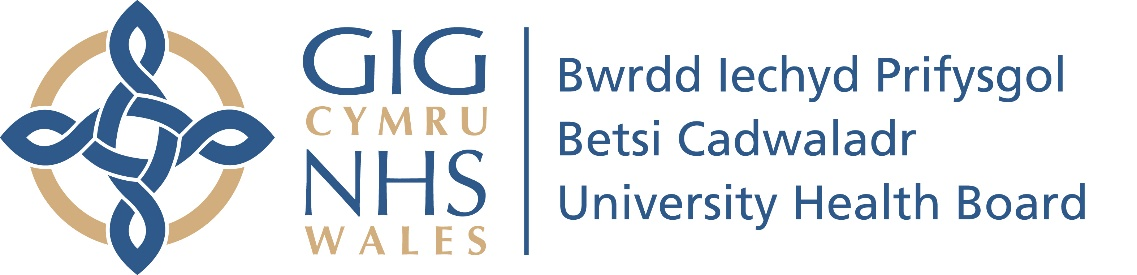 GIG
CYMRU
NHS
WALES
Bwrdd Iechyd Prifysgol
Betsi Cadwaladr
University Health Board